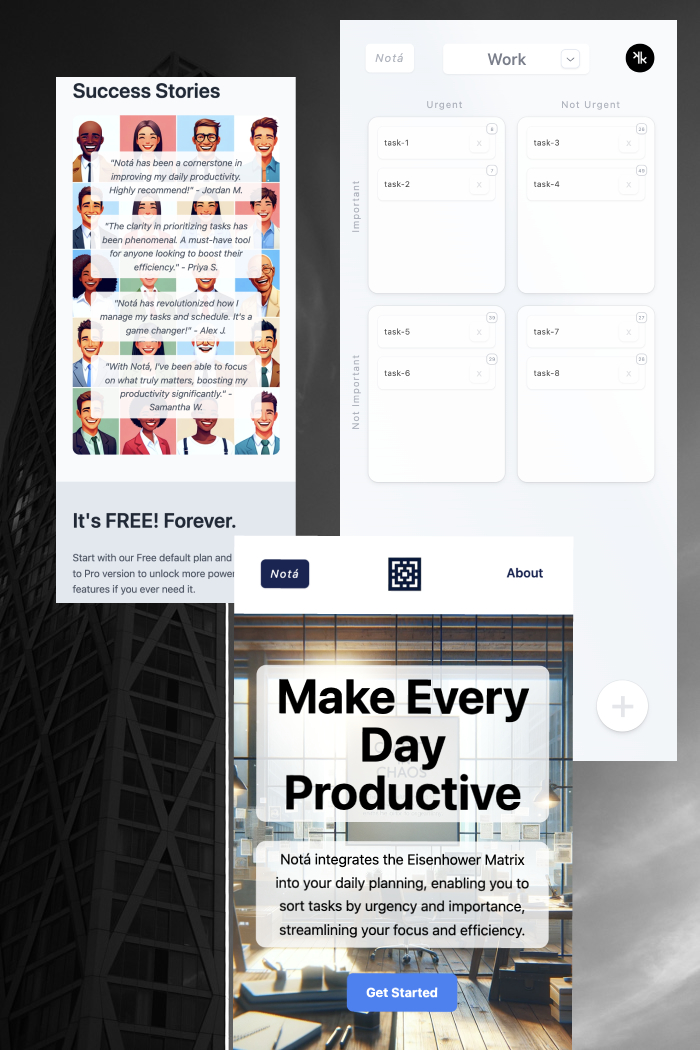 Success Stories
"Notá has been a cornerstone in
improving my daily productivity.
Highly recommend!" - Jordan M.
"The clarity in prioritizing tasks has
been phenomenal. A must-have tool
for anyone looking to boost their
efficiency." - Priya S.
"Notá has revolutionized how I
manage my tasks and schedule. It's a
game changer!" - Alex J.
"With Notá, I've been able to focus
on what truly matters, boosting my
productivity significantly." -
Samantha W.
It's FREE! Forever.
Start with our Free default plan and
to Pro version to unlock more power
features if you ever need it.
Notá
Work
Urgent
Not Urgent
Important
task-1
8
X
task-2
7
X
task-3
28
X
task-4
49
X
Not Important
task-5
30
X
task-6
29
X
task-7
27
X
task-8
26
X
+
Notá
About
Make Every
Day
Productive
CHAOS
Notá integrates the Eisenhower Matrix
into your daily planning, enabling you to
sort tasks by urgency and importance,
streamlining your focus and efficiency.
Get Started